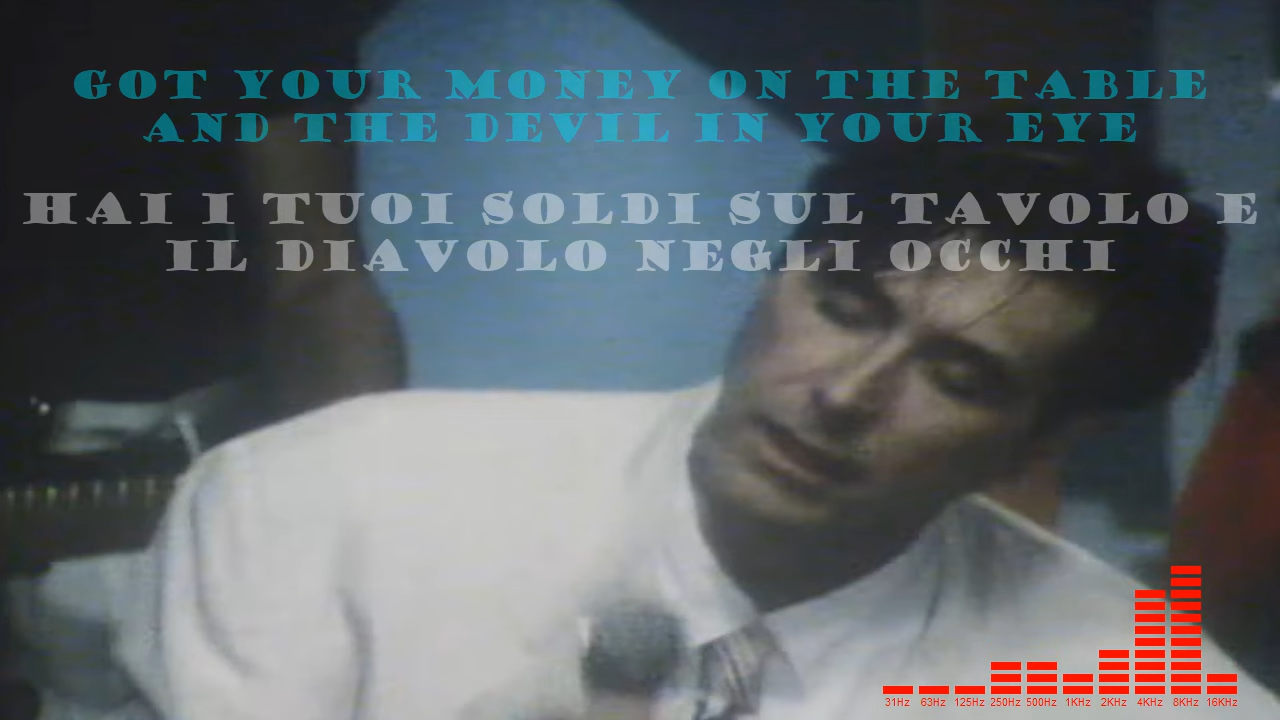 GOT YOUR MONEY ON THE TABLE
AND THE DEVIL IN YOUR EYE
HAI I TUOI SOLDI SUL TAVOLO E
IL DIAVOLO NEGLI OCCHI
31Hz 63Hz 125Hz 250Hz 500Hz 1KHz 2KHz 4KHz 8KHz 16KHz